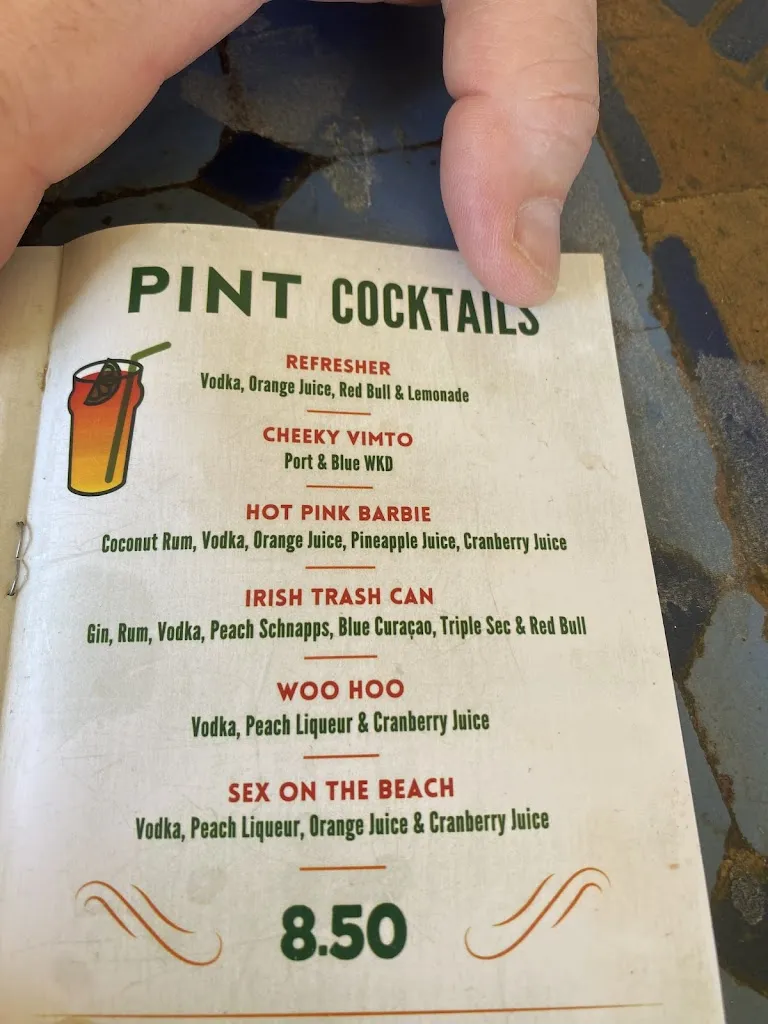 PINT COCKTAILS
REFRESHER
Vodka, Orange Juice, Red Bull & Lemonade
CHEEKY VIMTO
Port & Blue WKD
HOT PINK BARBIE
Coconut Rum, Vodka, Orange Juice, Pineapple Juice, Cranberry Juice
IRISH TRASH CAN
Gin, Rum, Vodka, Peach Schnapps, Blue Curaçao, Triple Sec & Red Bull
WOO HOO
Vodka, Peach Liqueur & Cranberry Juice
SEX ON THE BEACH
Vodka, Peach Liqueur, Orange Juice & Cranberry Juice
8.50